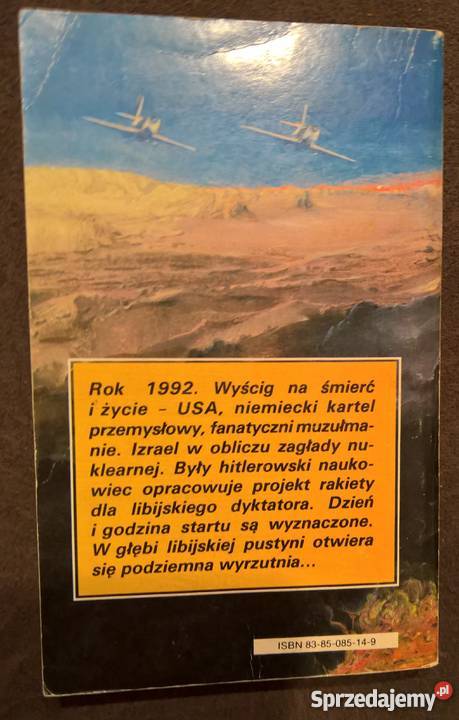 Rok 1992. Wyścig na śmierć
i życie – USA, niemiecki kartel
przemysłowy, fanatyczni muzułma-
nie. Izrael w obliczu zagłady nu-
klearnej. Były hitlerowski nauko-
wiec opracowuje projekt rakiety
dla libijskiego dyktatora. Dzień
i godzina startu są wyznaczone.
W głębi libijskiej pustyni otwiera
się podziemna wyrzutnia...
ISBN 83-85-085-14-9
Sprzedajemy.pl